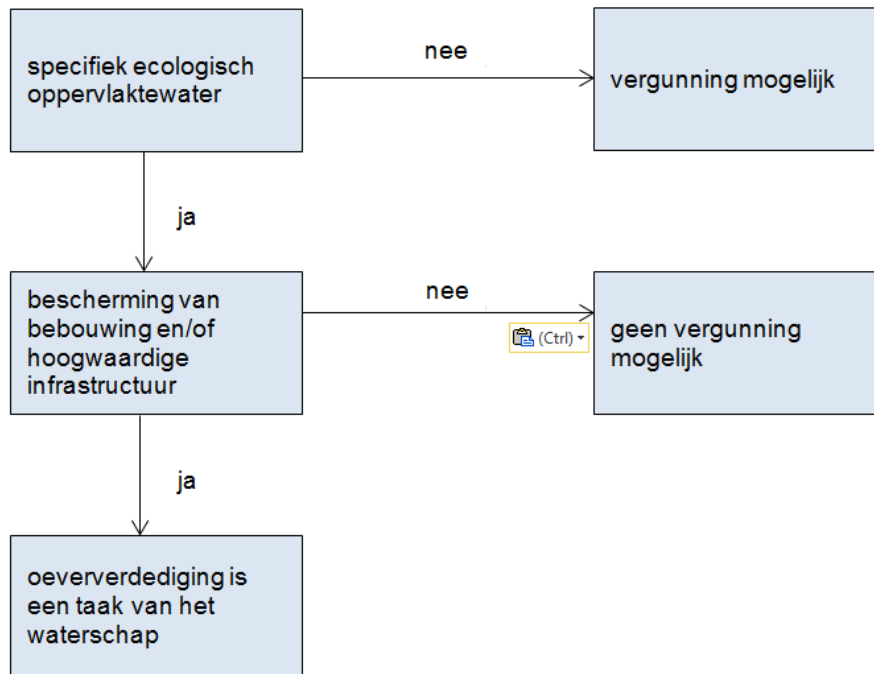 specifiek ecologisch
oppervlaktewater
nee
vergunning mogelijk
ja
bescherming van
bebouwing en/of
hoogwaardige
infrastructuur
nee
(Ctrl)
geen vergunning
mogelijk
ja
oeververdediging is
een taak van het
waterschap